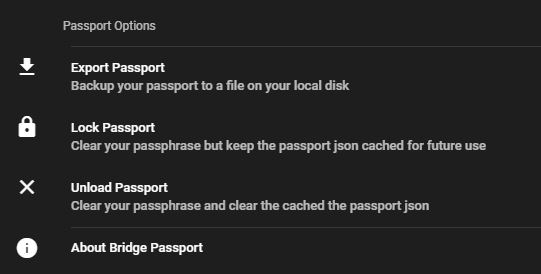 Passport Options
Export Passport
Backup your passport to a file on your local disk
Lock Passport
Clear your passphrase but keep the passport json cached for future use
Unload Passport
Clear your passphrase and clear the cached the passport json
About Bridge Passport